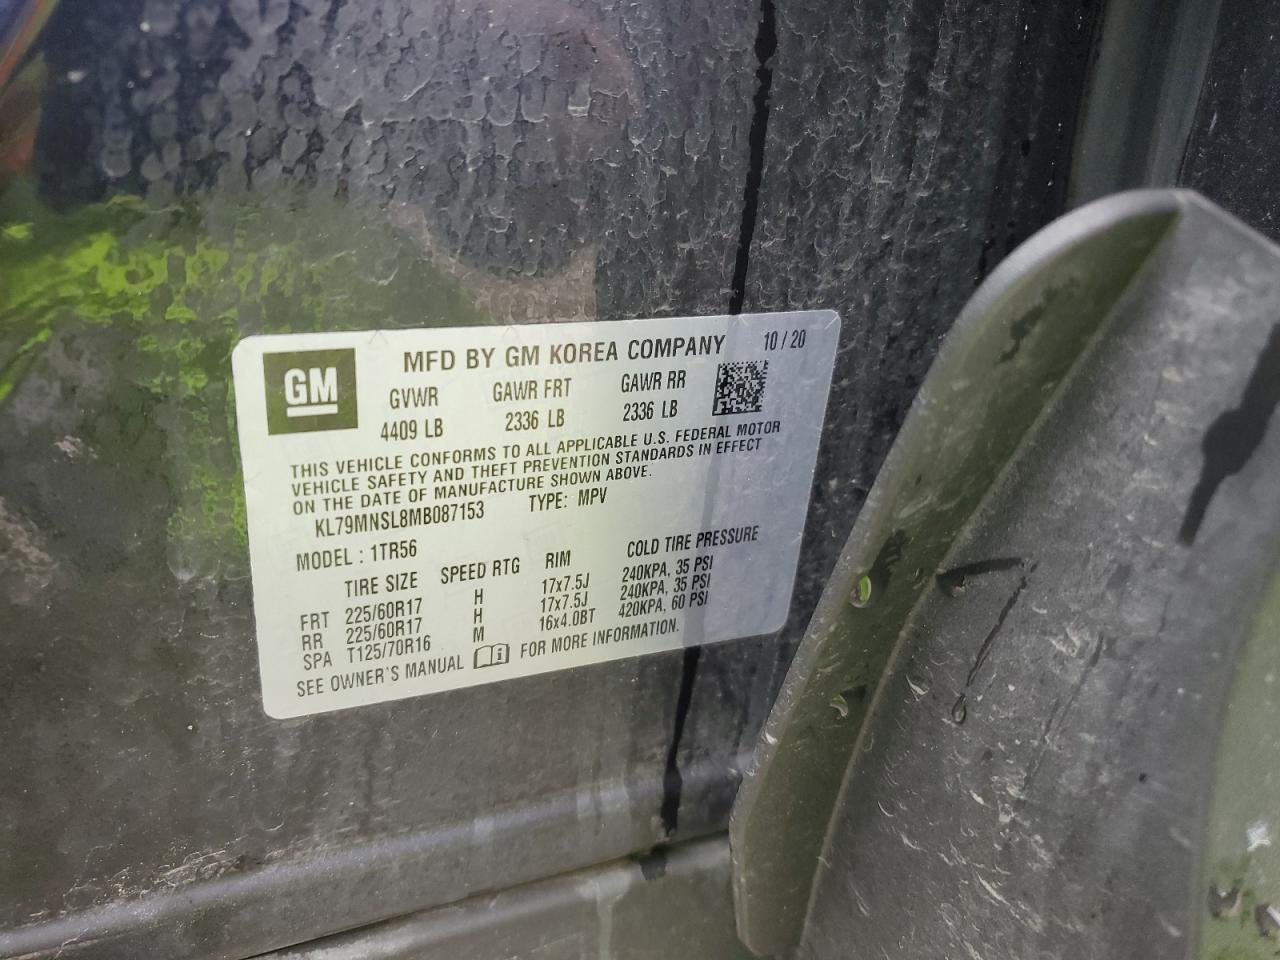 GM
MFD BY GM KOREA COMPANY 10/20
GVWR GAWR FRT GAWR RR
4409 LB 2336 LB 2336 LB
THIS VEHICLE CONFORMS TO ALL APPLICABLE U.S. FEDERAL MOTOR
VEHICLE SAFETY AND THEFT PREVENTION STANDARDS IN EFFECT
ON THE DATE OF MANUFACTURE SHOWN ABOVE.
KL79MNSL8MB087153 TYPE: MPV
MODEL : 1TR56
TIRE SIZE SPEED RTG RIM COLD TIRE PRESSURE
FRT 225/60R17 H 17x7.5J 240KPA, 35 PSI
RR 225/60R17 H 17x7.5J 240KPA, 35 PSI
SPA T125/70R16 M 16x4.0BT 420KPA, 60 PSI
SEE OWNER'S MANUAL FOR MORE INFORMATION.